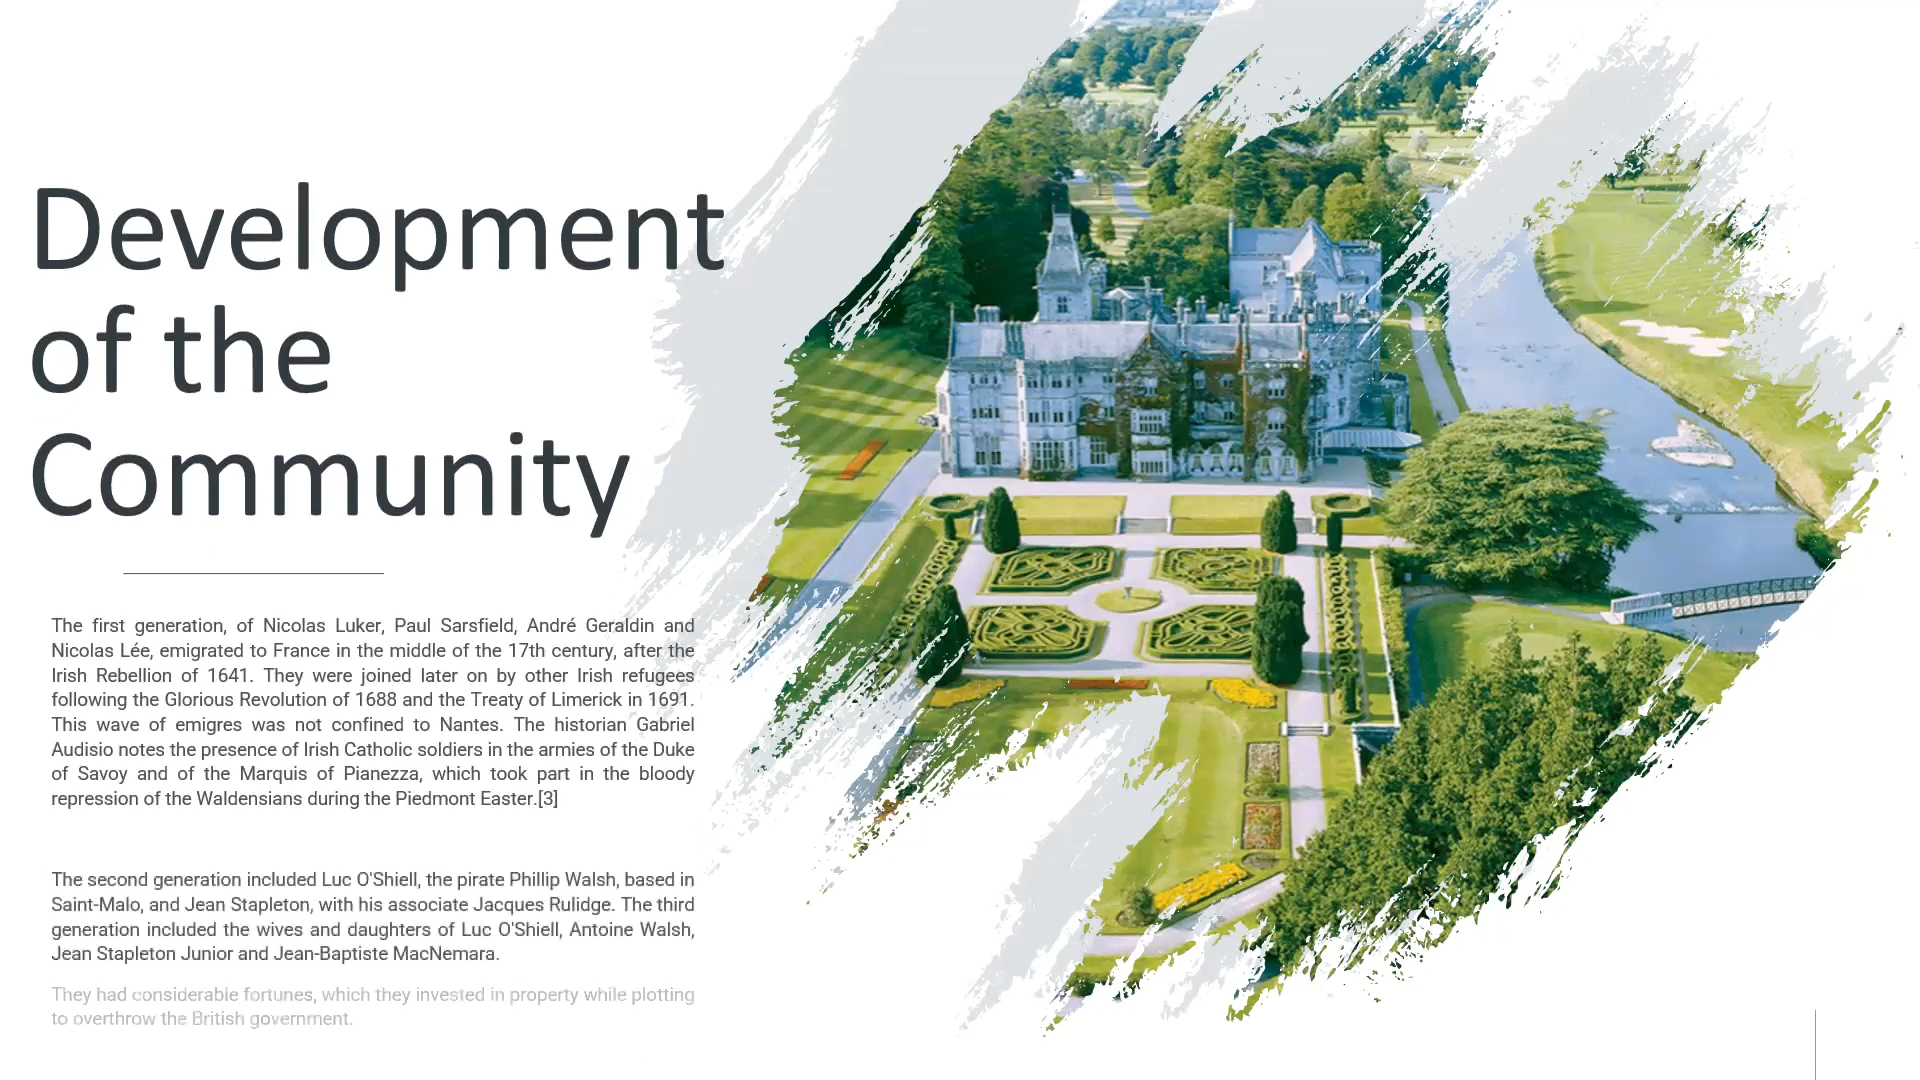 Development
of the
Community
The first generation, of Nicolas Luker, Paul Sarsfield, André Geraldin and
Nicolas Lée, emigrated to France in the middle of the 17th century, after the
Irish Rebellion of 1641. They were joined later on by other Irish refugees
following the Glorious Revolution of 1688 and the Treaty of Limerick in 1691.
This wave of emigres was not confined to Nantes. The historian Gabriel
Audisio notes the presence of Irish Catholic soldiers in the armies of the Duke
of Savoy and of the Marquis of Pianezza, which took part in the bloody
repression of the Waldensians during the Piedmont Easter.[3]
The second generation included Luc O'Shiell, the pirate Phillip Walsh, based in
Saint-Malo, and Jean Stapleton, with his associate Jacques Rulidge. The third
generation included the wives and daughters of Luc O'Shiell, Antoine Walsh,
Jean Stapleton Junior and Jean-Baptiste MacNemara.
They had considerable fortunes, which they invested in property while plotting
to overthrow the British government.